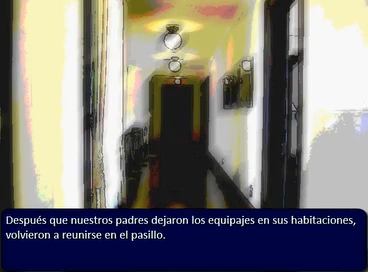 Después que nuestros padres dejaron los equipajes en sus habitaciones,
volvieron a reunirse en el pasillo.